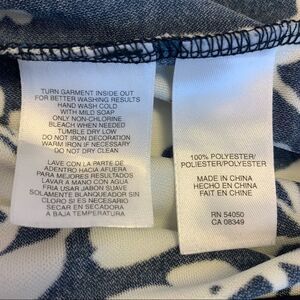 TURN GARMENT INSIDE OUT
FOR BETTER WASHING RESULTS
HAND WASH COLD
WITH MILD SOAP
ONLY NON-CHLORINE
BLEACH WHEN NEEDED
TUMBLE DRY LOW
DO NOT IRON DECORATION
WARM IRON IF NECESSARY
DO NOT DRY CLEAN
LAVE CON LA PARTE DE
ADENTRO HACIA AFUERA
PARA MEJORES RESULTADOS
LAVAR A MANO CON AGUA
FRIA USAR JABON SUAVE
SOLAMENTE BLANQUEADOR SIN
CLORO SI ES NECESARIO
SECAR EN SECADORA
A BAJA TEMPERATURA
100% POLYESTER/
POLIÉSTER/POLYESTER
MADE IN CHINA
HECHO EN CHINA
FAIT EN CHINE
RN 54050
CA 08349